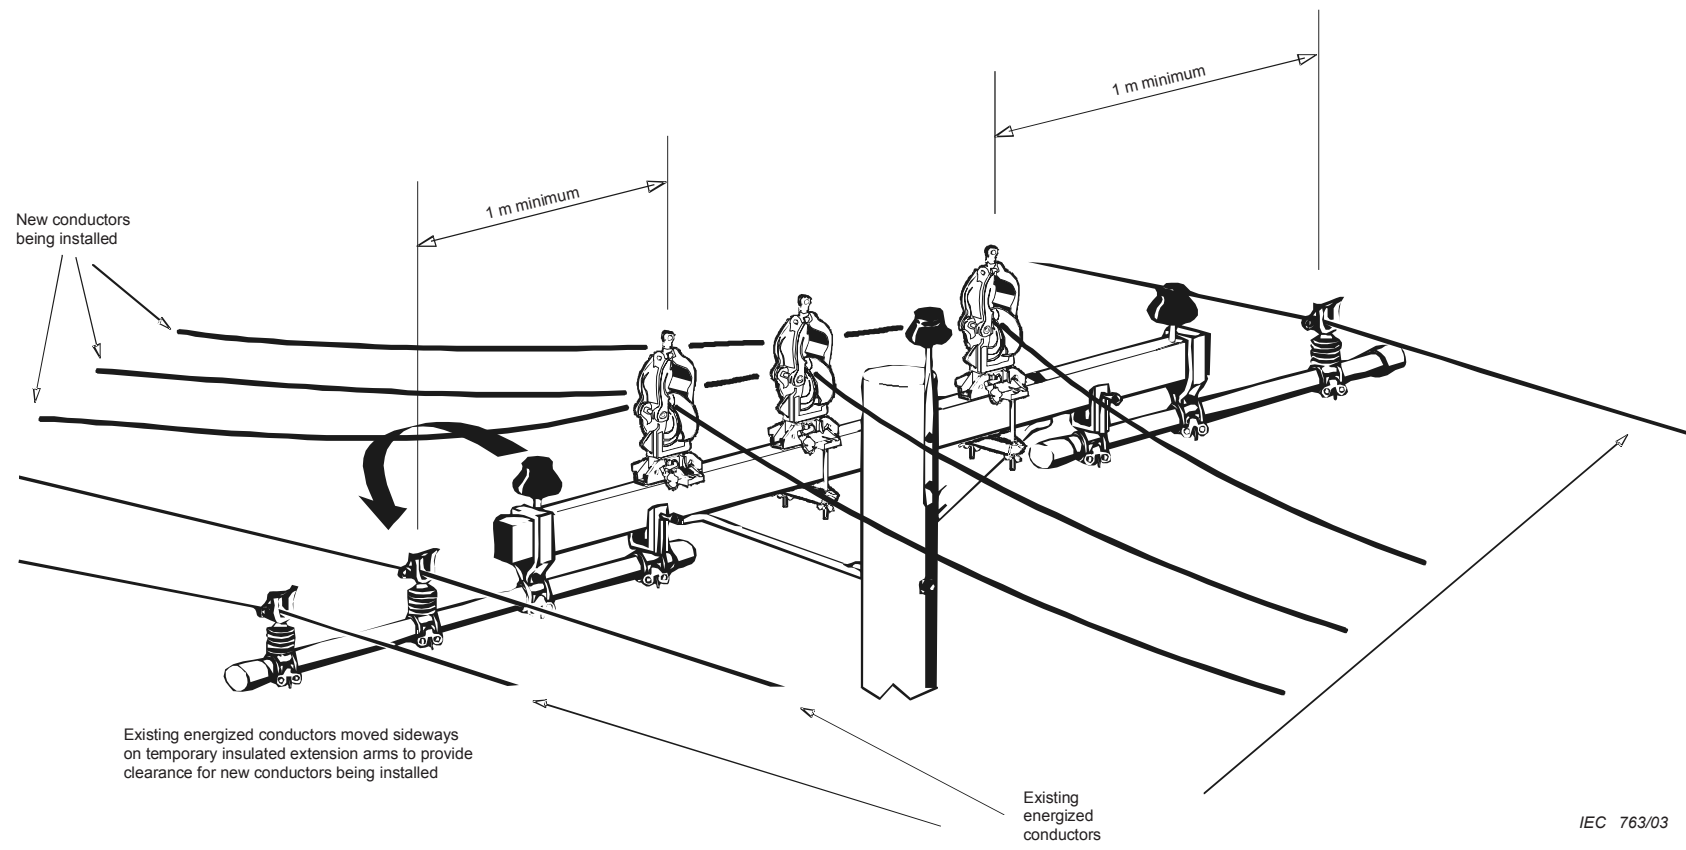 1 m minimum
1 m minimum
New conductors
being installed
Existing energized conductors moved sideways
on temporary insulated extension arms to provide
clearance for new conductors being installed
Existing
energized
conductors
IEC 763/03